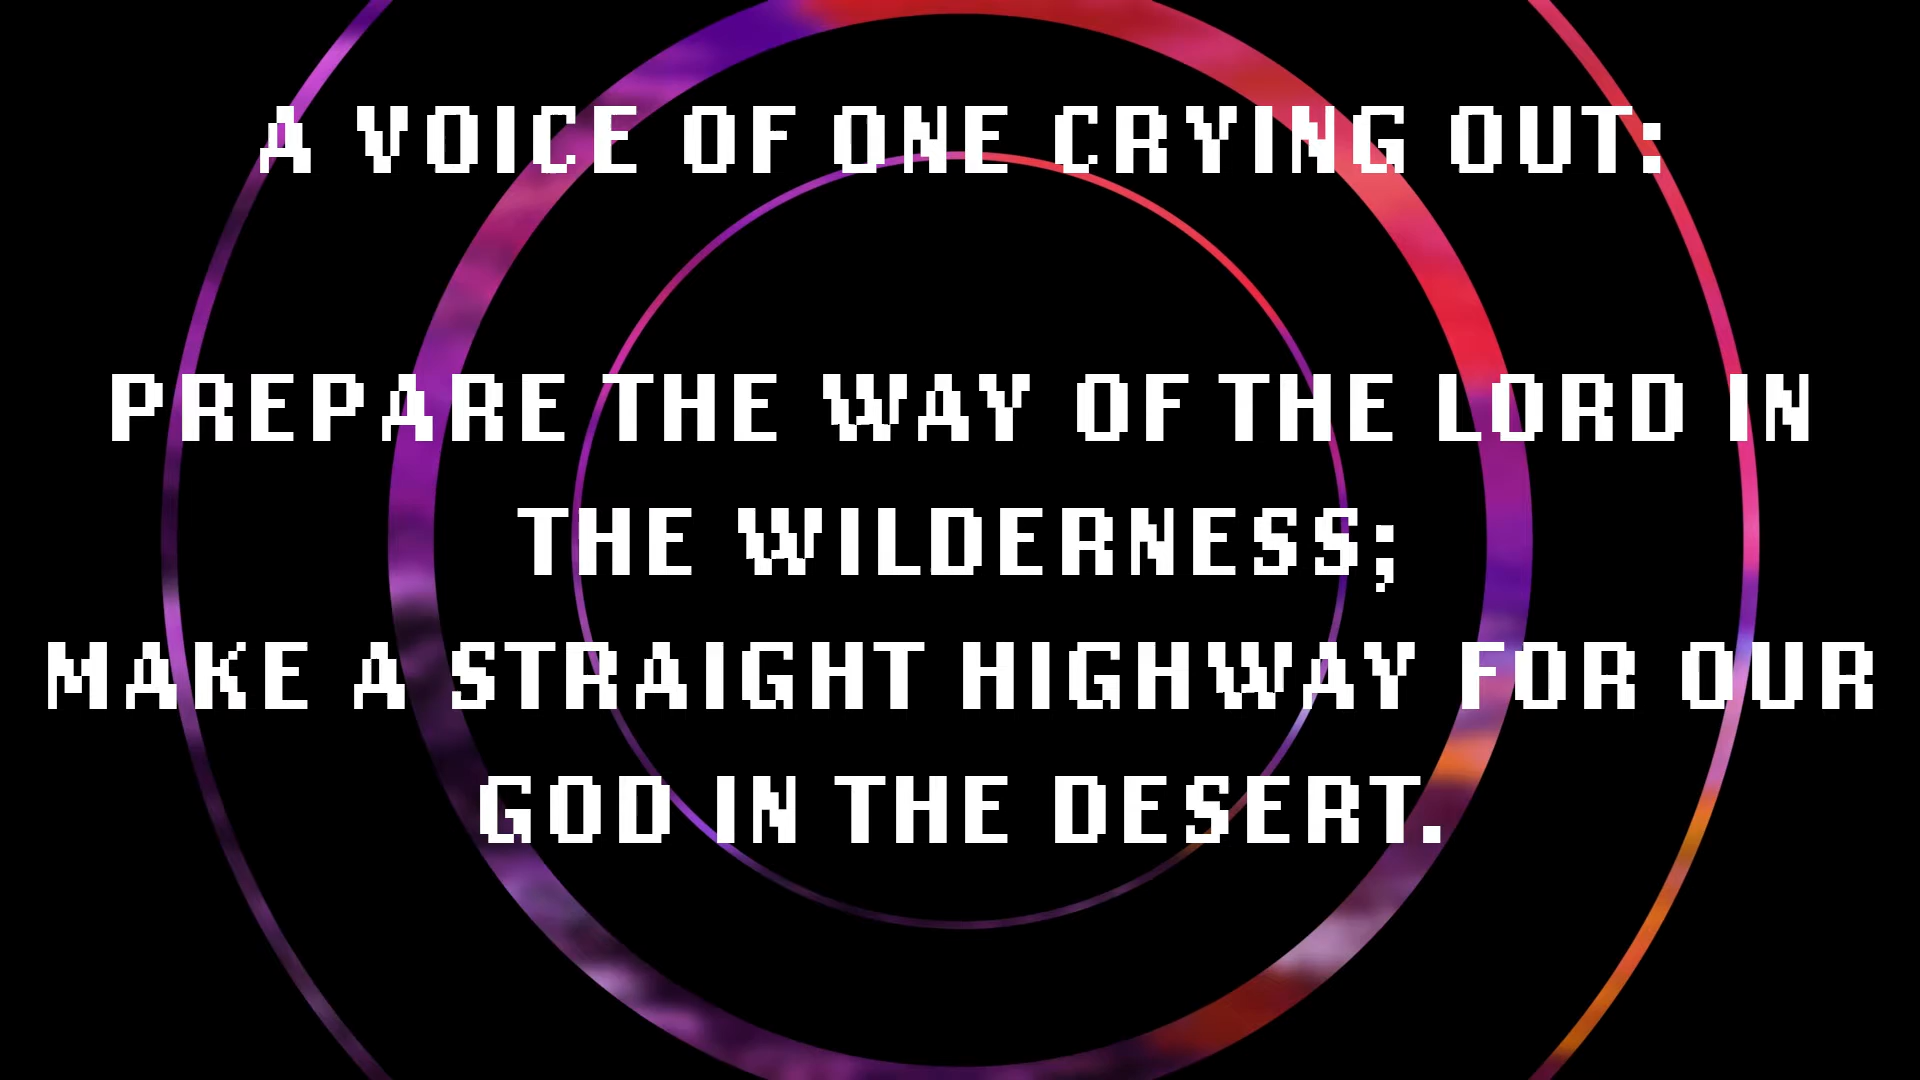 A VOICE OF ONE CRYING OUT:
PREPARE THE WAY OF THE LORD IN
THE WILDERNESS;
MAKE A STRAIGHT HIGHWAY FOR OUR
GOD IN THE DESERT.